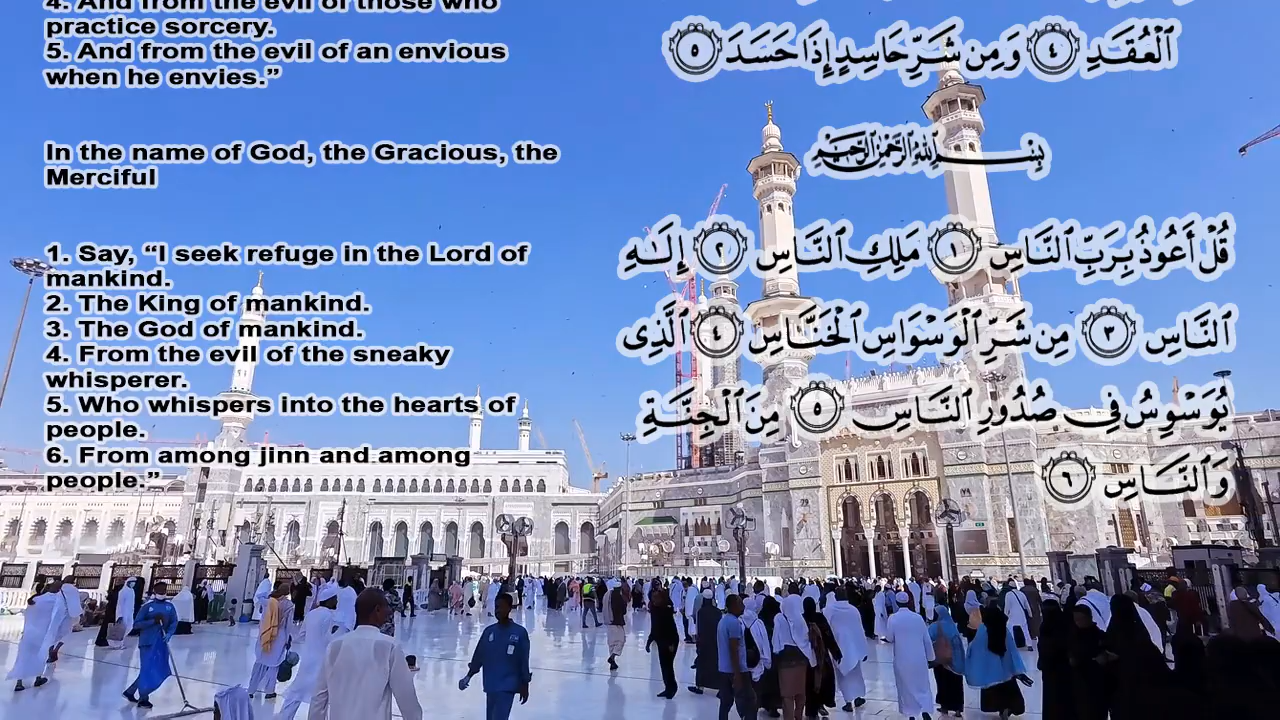 4. And from the evil of those who
practice sorcery.
5. And from the evil of an envious
when he envies.”
In the name of God, the Gracious, the
Merciful
1. Say, “I seek refuge in the Lord of
mankind.
2. The King of mankind.
3. The God of mankind.
4. From the evil of the sneaky
whisperer.
5. Who whispers into the hearts of
people.
6. From among jinn and among
people.”
ٱلْعُقَدِ ٤ وَمِن شَرِّ حَاسِدٍ إِذَا حَسَدَ ٥
بِسْمِ ٱللَّهِ ٱلرَّحْمَٰنِ ٱلرَّحِيمِ
قُلْ أَعُوذُ بِرَبِّ ٱلنَّاسِ ١ مَلِكِ ٱلنَّاسِ ٢ إِلَٰهِ
ٱلنَّاسِ ٣ مِن شَرِّ ٱلْوَسْوَاسِ ٱلْخَنَّاسِ ٤ ٱلَّذِى
يُوَسْوِسُ فِى صُدُورِ ٱلنَّاسِ ٥ مِنَ ٱلْجِنَّةِ
وَٱلنَّاسِ ٦